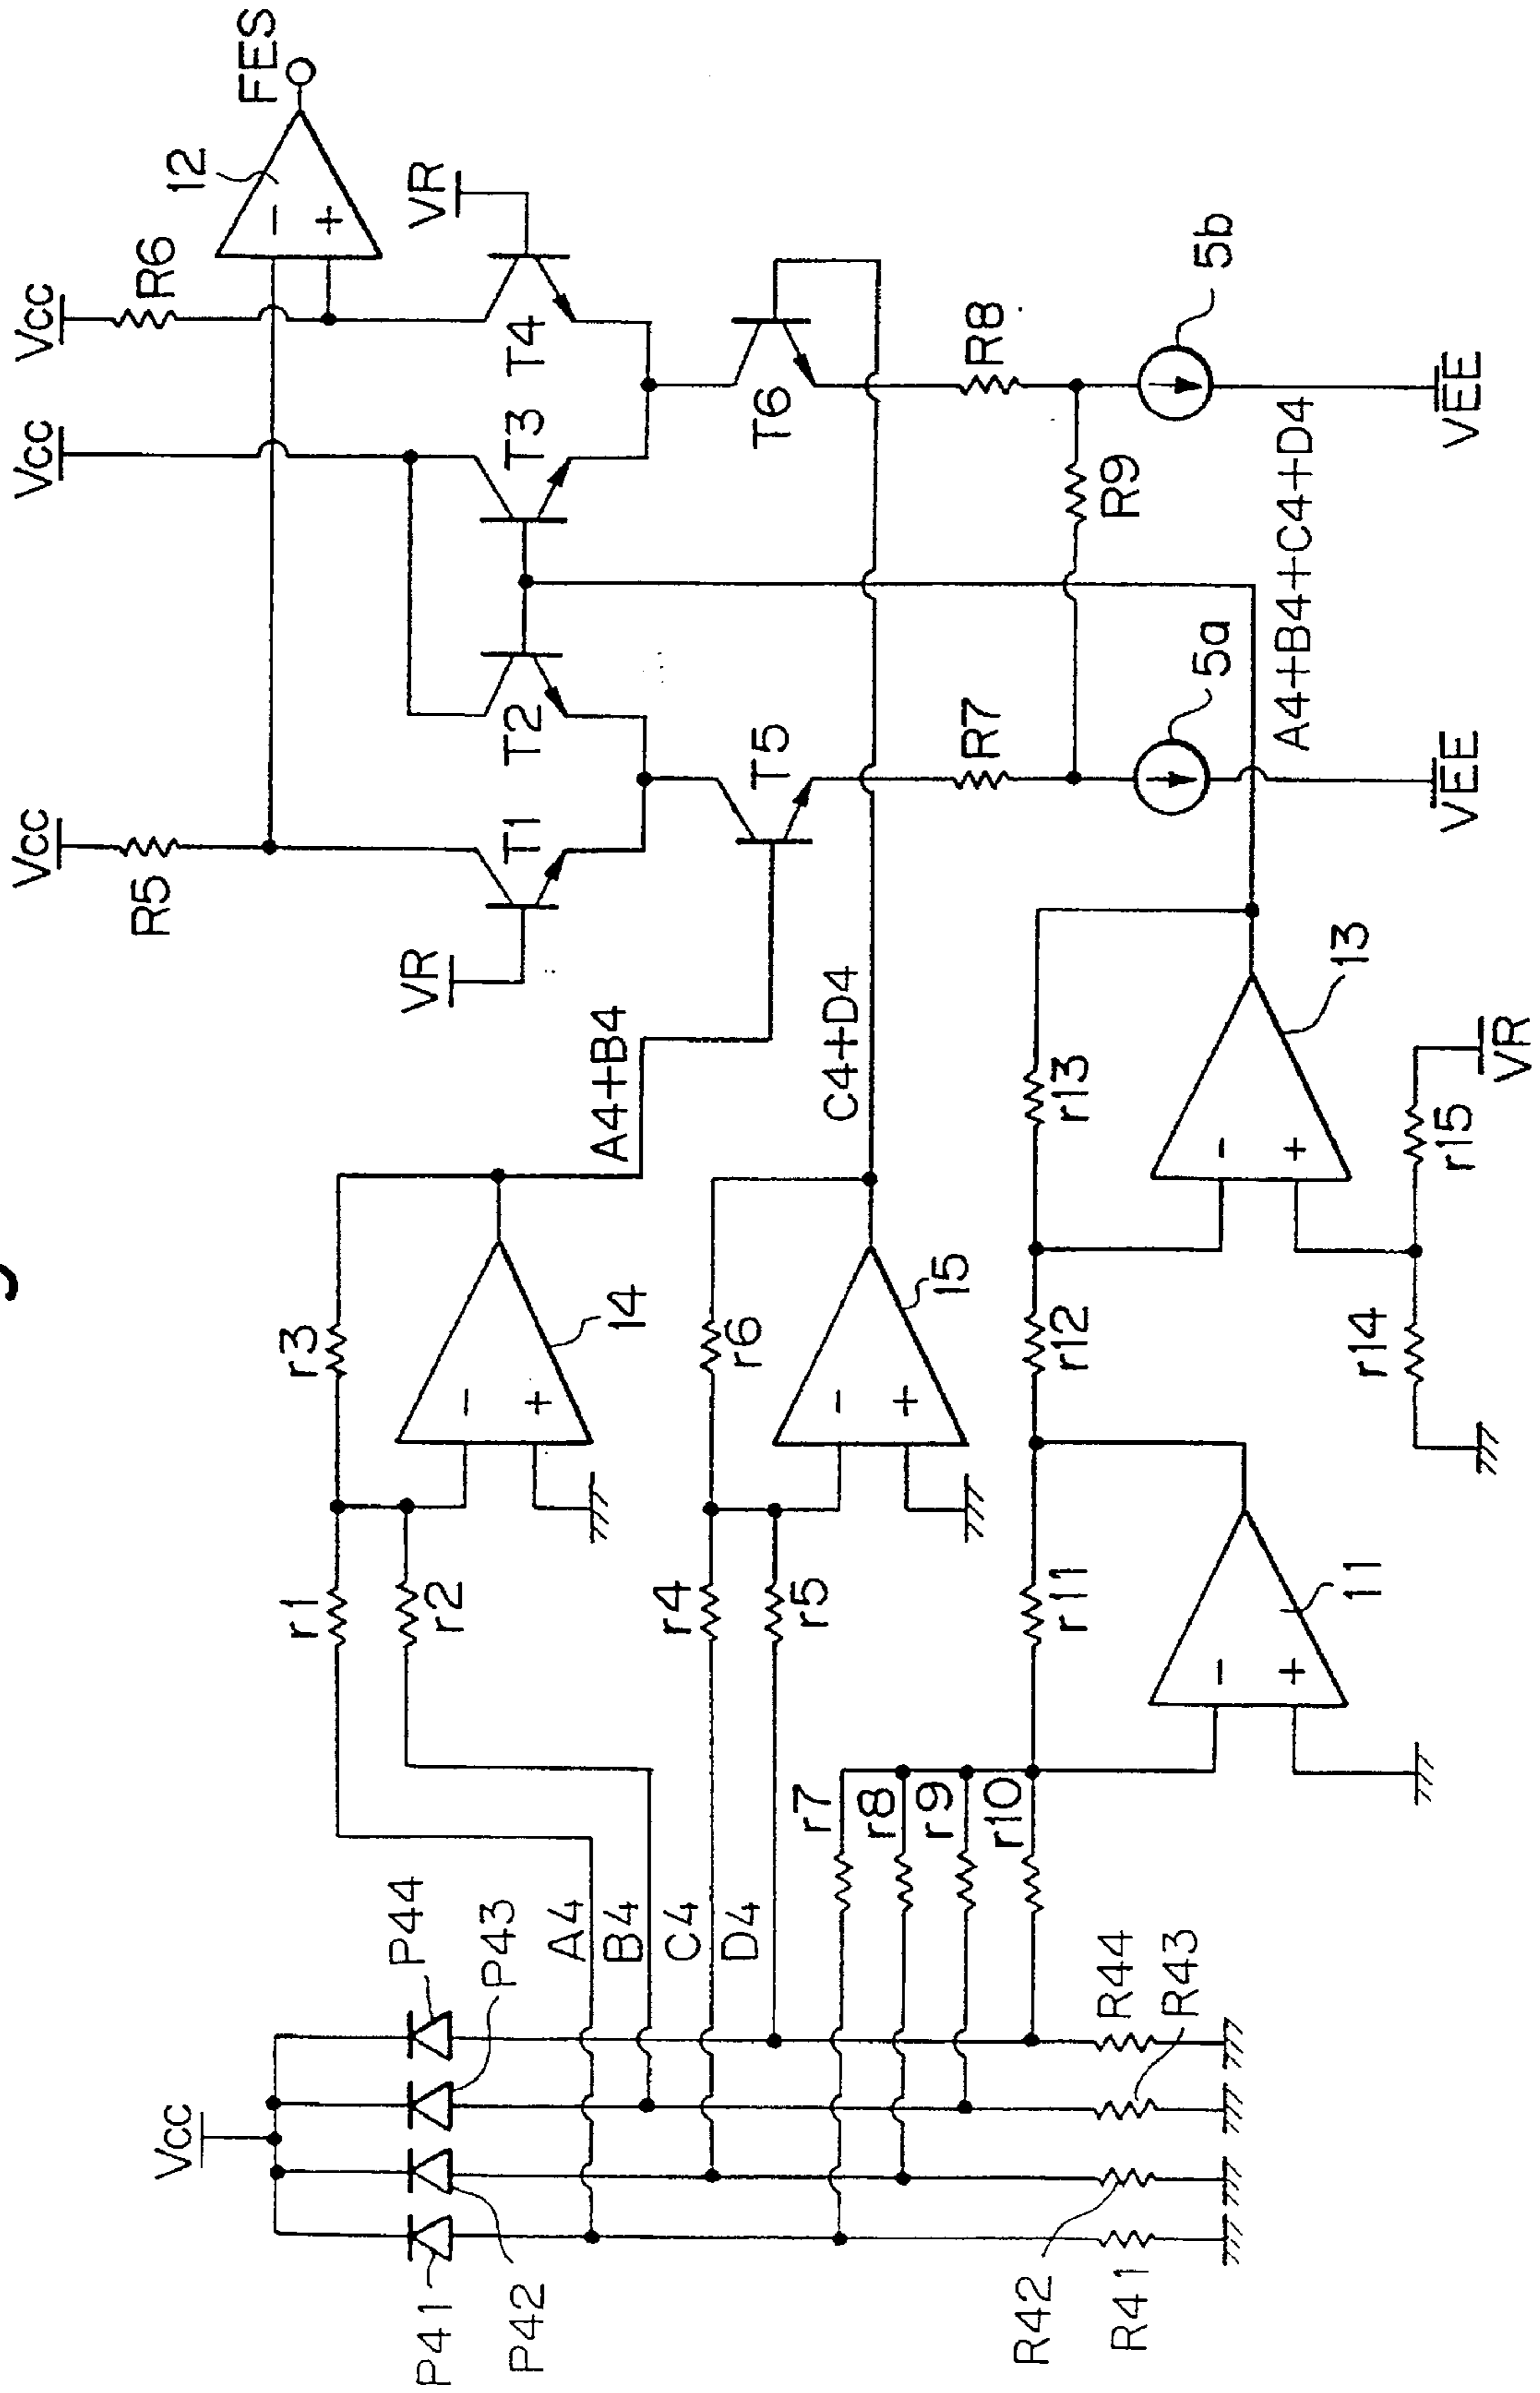 FES
12
Vcc
R6
VR
Vcc
Vcc
R5
T4
T3
T2
T1
VR
T6
T5
R8
R9
R7
5b
5a
VEE
VEE
A4+B4
C4+D4
A4+B4+C4+D4
r3
14
r1
r2
r6
15
r4
r5
r13
13
r12
r15
VR
r14
r11
11
r7
r8
r9
r10
A4
B4
C4
D4
P44
P43
Vcc
P41
P42
R44
R43
R42
R41
-
+
-
+
-
+
-
+
-
+